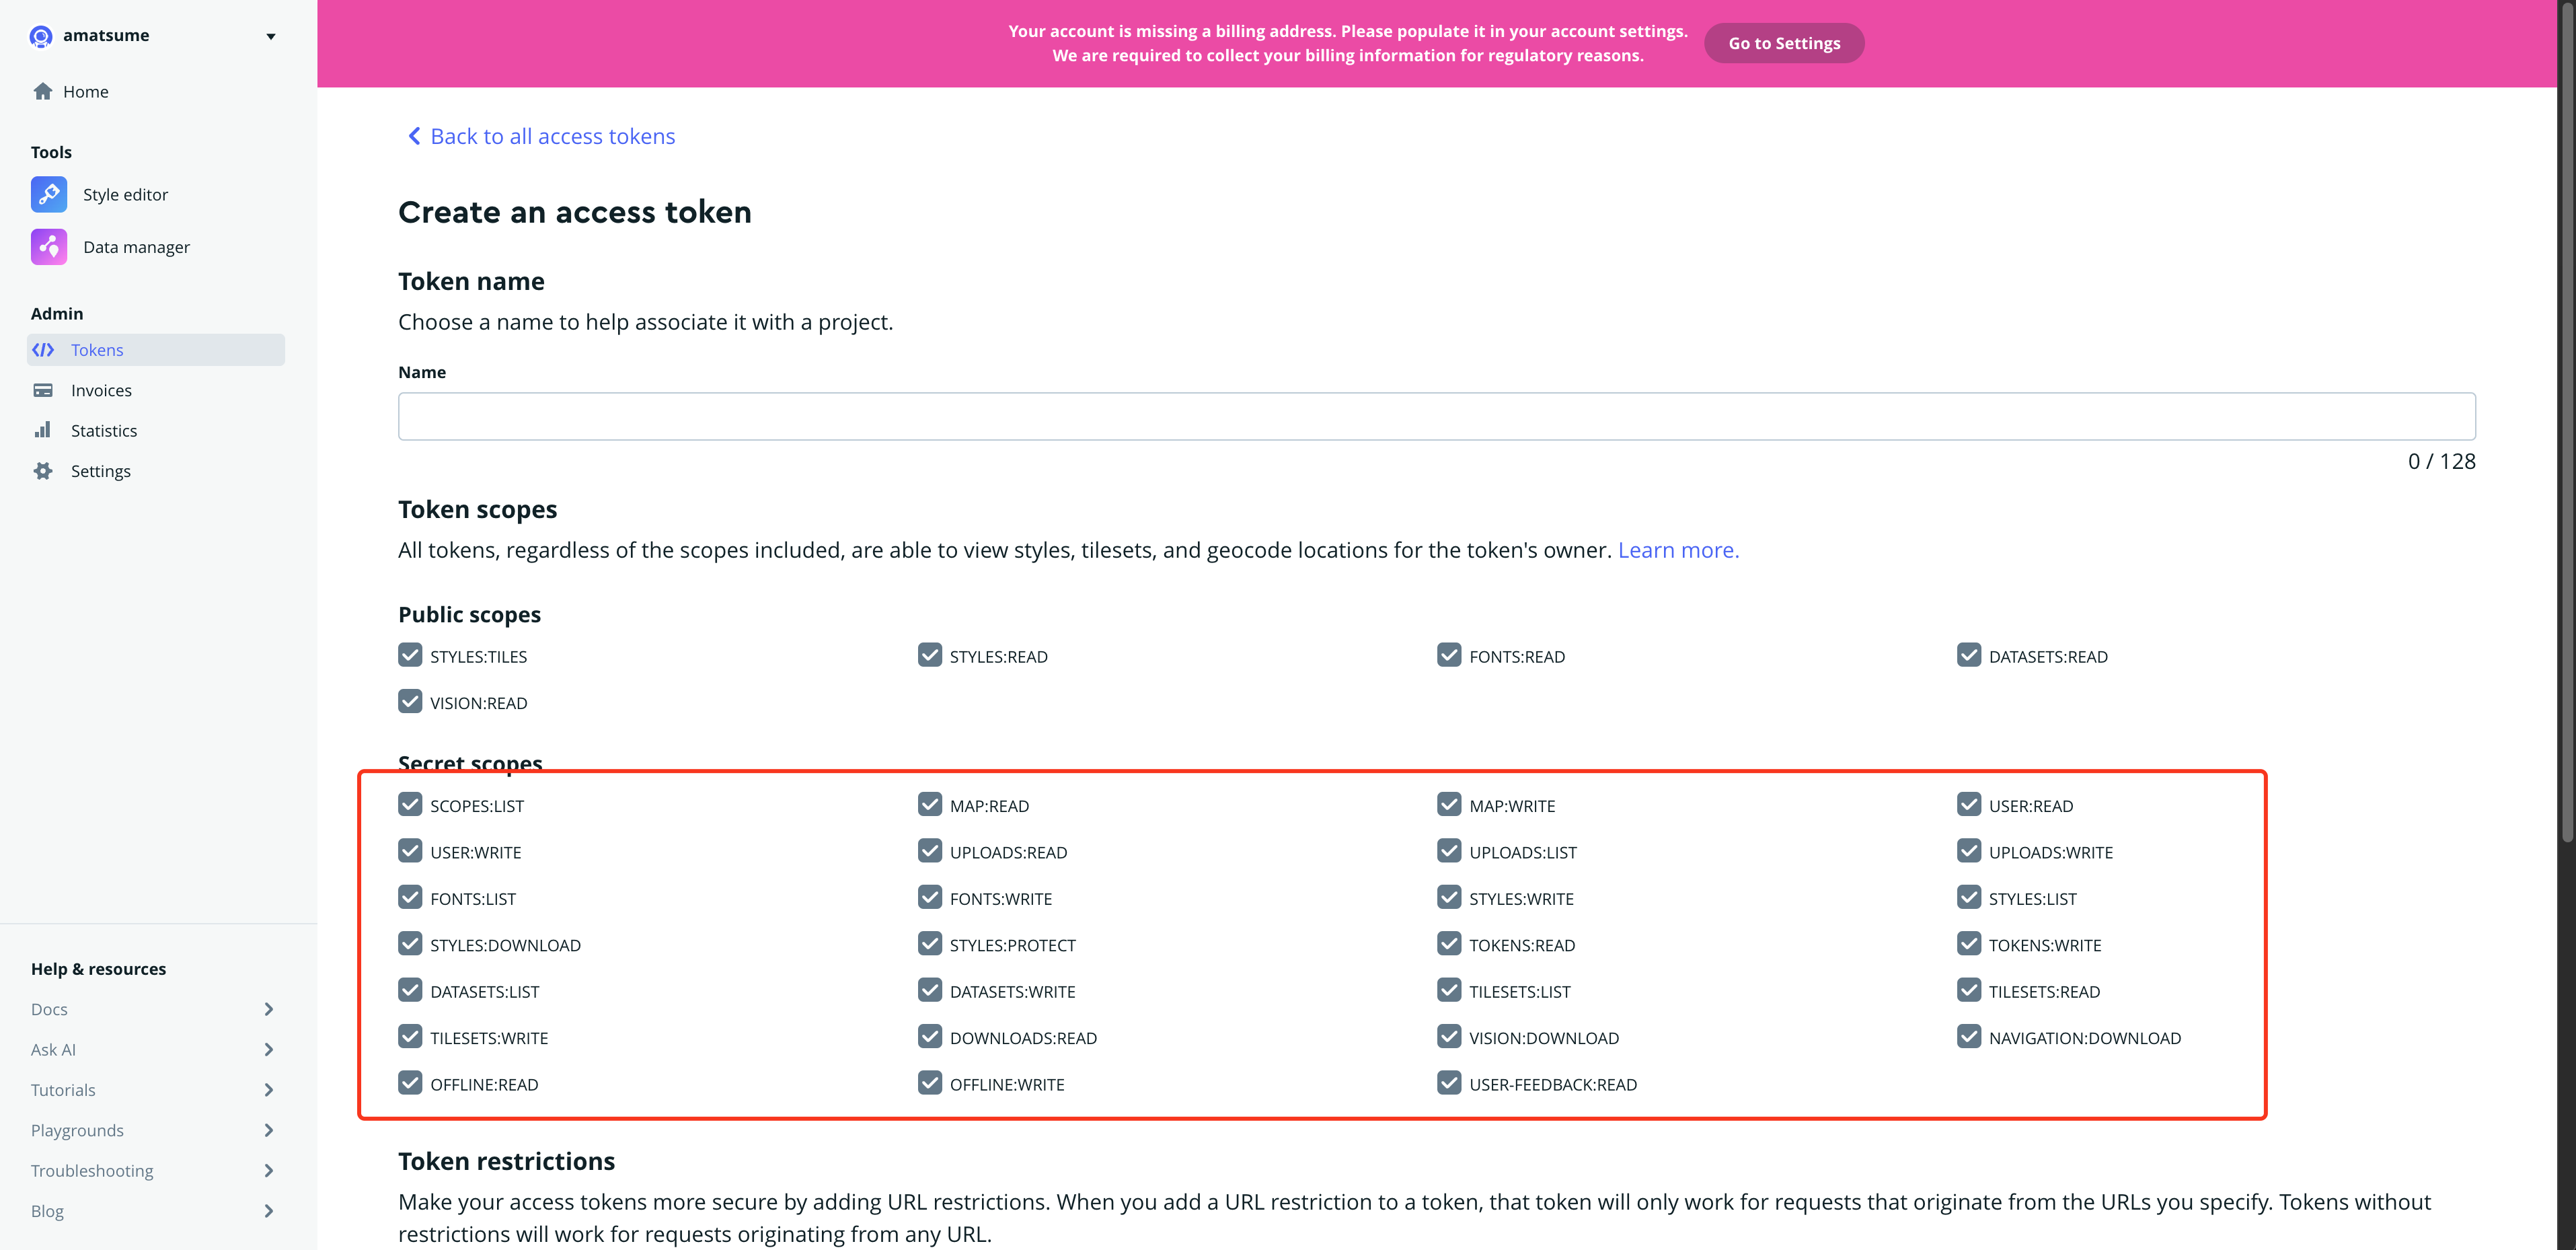 amatsume
Home
Tools
Style editor
Data manager
Admin
Tokens
Invoices
Statistics
Settings
Help & resources
Docs
Ask AI
Tutorials
Playgrounds
Troubleshooting
Blog
Your account is missing a billing address. Please populate it in your account settings.
We are required to collect your billing information for regulatory reasons.
Go to Settings
Back to all access tokens
Create an access token
Token name
Choose a name to help associate it with a project.
Name
0 / 128
Token scopes
All tokens, regardless of the scopes included, are able to view styles, tilesets, and geocode locations for the token's owner. Learn more.
Public scopes
STYLES:TILES STYLES:READ FONTS:READ DATASETS:READ
VISION:READ
Secret scopes
SCOPES:LIST MAP:READ MAP:WRITE USER:READ
USER:WRITE UPLOADS:READ UPLOADS:LIST UPLOADS:WRITE
FONTS:LIST FONTS:WRITE STYLES:WRITE STYLES:LIST
STYLES:DOWNLOAD STYLES:PROTECT TOKENS:READ TOKENS:WRITE
DATASETS:LIST DATASETS:WRITE TILESETS:LIST TILESETS:READ
TILESETS:WRITE DOWNLOADS:READ VISION:DOWNLOAD NAVIGATION:DOWNLOAD
OFFLINE:READ OFFLINE:WRITE USER-FEEDBACK:READ
Token restrictions
Make your access tokens more secure by adding URL restrictions. When you add a URL restriction to a token, that token will only work for requests that originate from the URLs you specify. Tokens without
restrictions will work for requests originating from any URL.